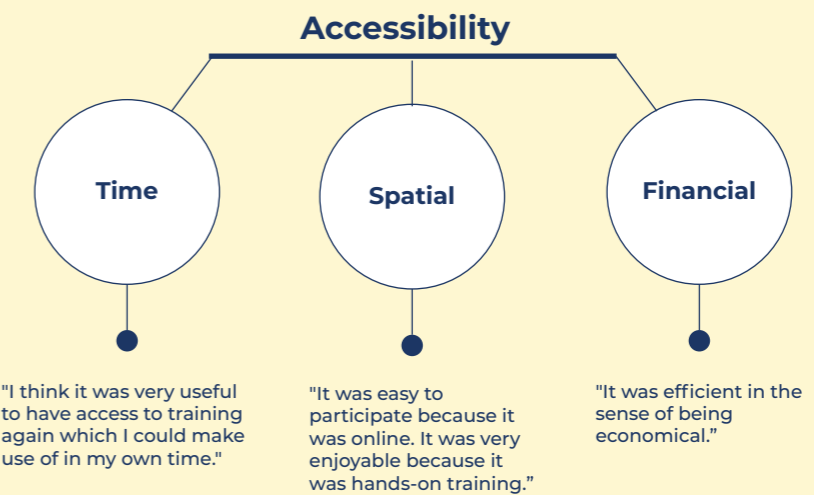 Accessibility
Time
Spatial
Financial
"I think it was very useful
to have access to training
again which I could make
use of in my own time."
"It was easy to
participate because it
was online. It was very
enjoyable because it
was hands-on training.”
"It was efficient in the
sense of being
economical.”